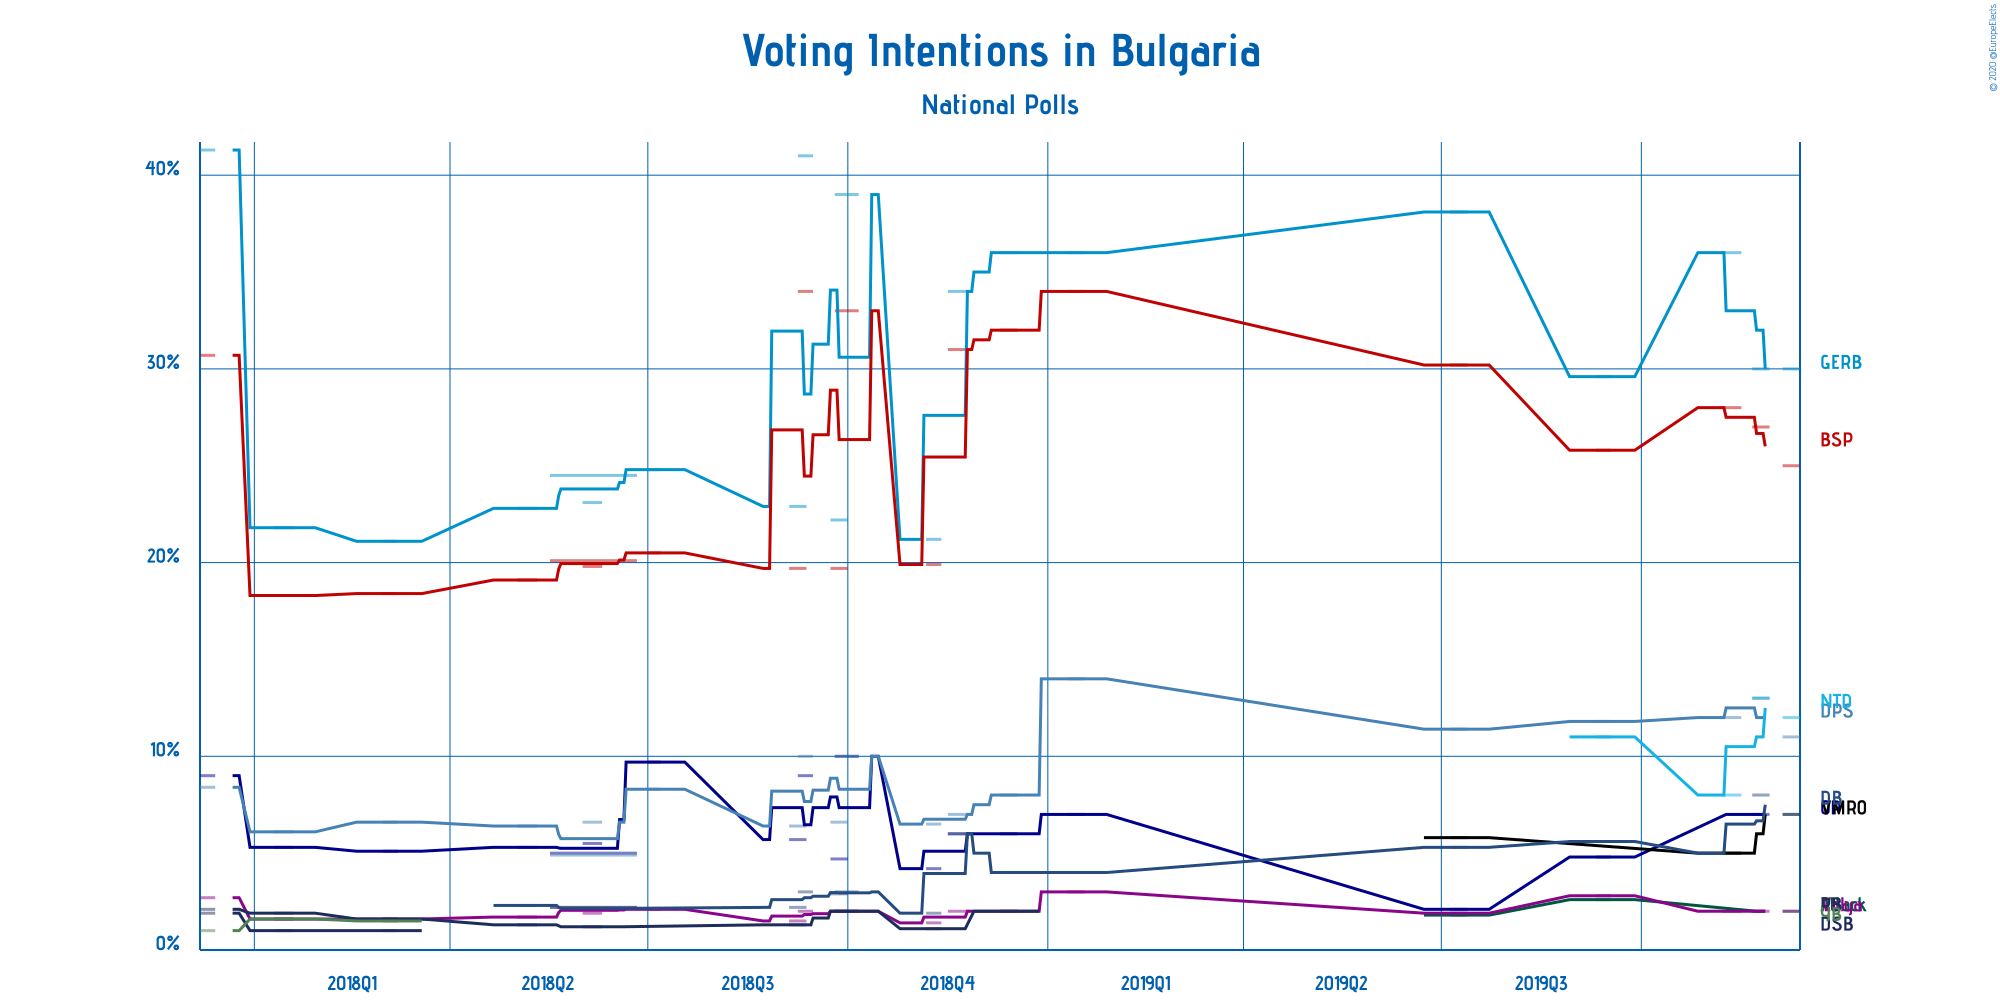 Voting Intentions in Bulgaria
National Polls
© 2020 @EuropeElects
40%
30%
20%
10%
0%
GERB
BSP
NTD
DPS
DB
VMRO
DSB
2018Q1
2018Q2
2018Q3
2018Q4
2019Q1
2019Q2
2019Q3